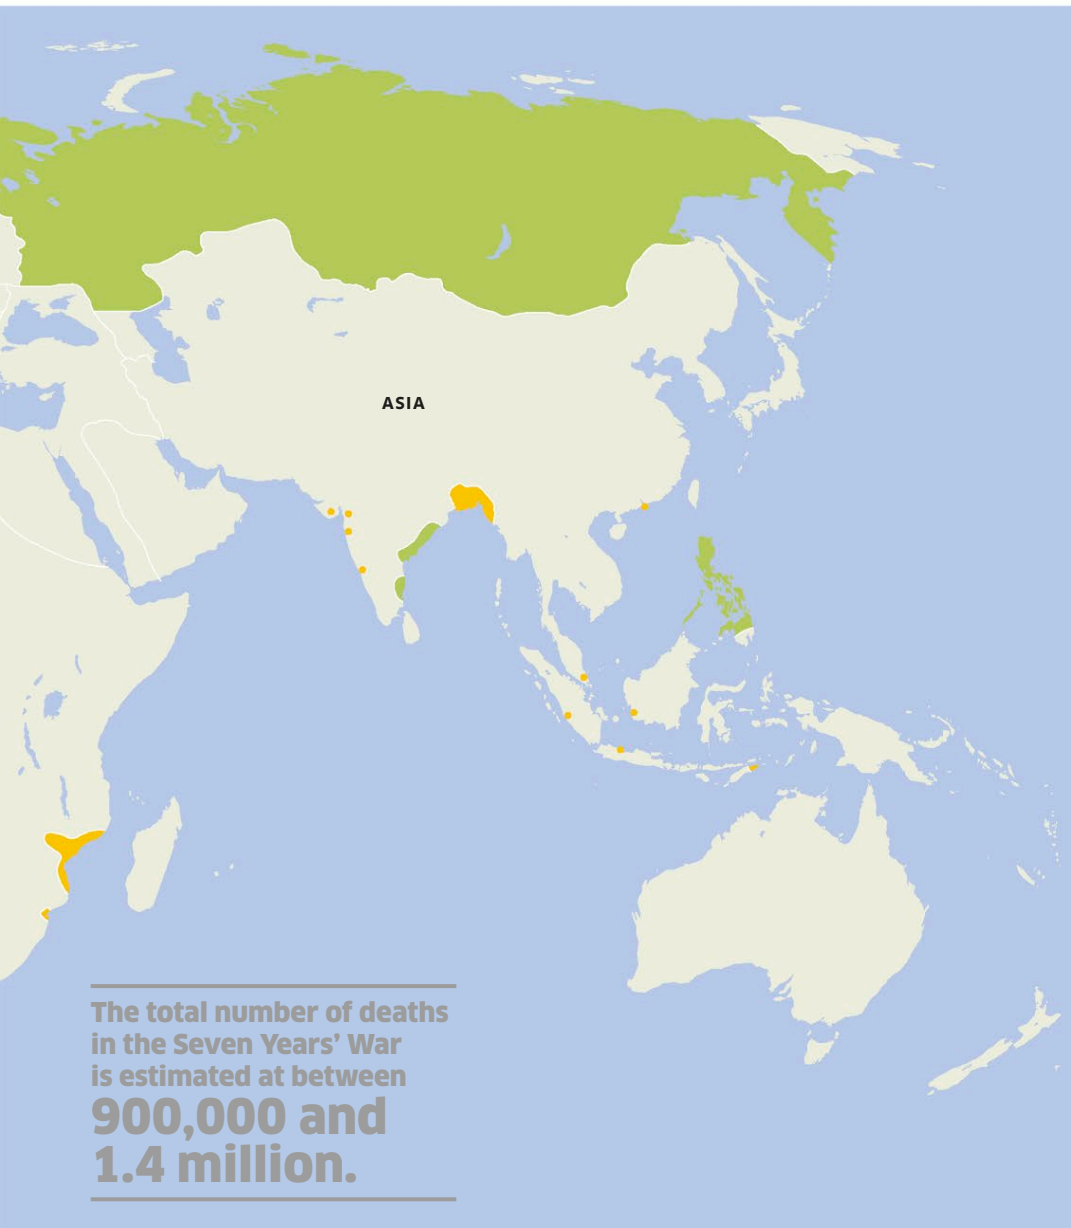 ASIA
The total number of deaths
in the Seven Years’ War
is estimated at between
900,000 and
1.4 million.